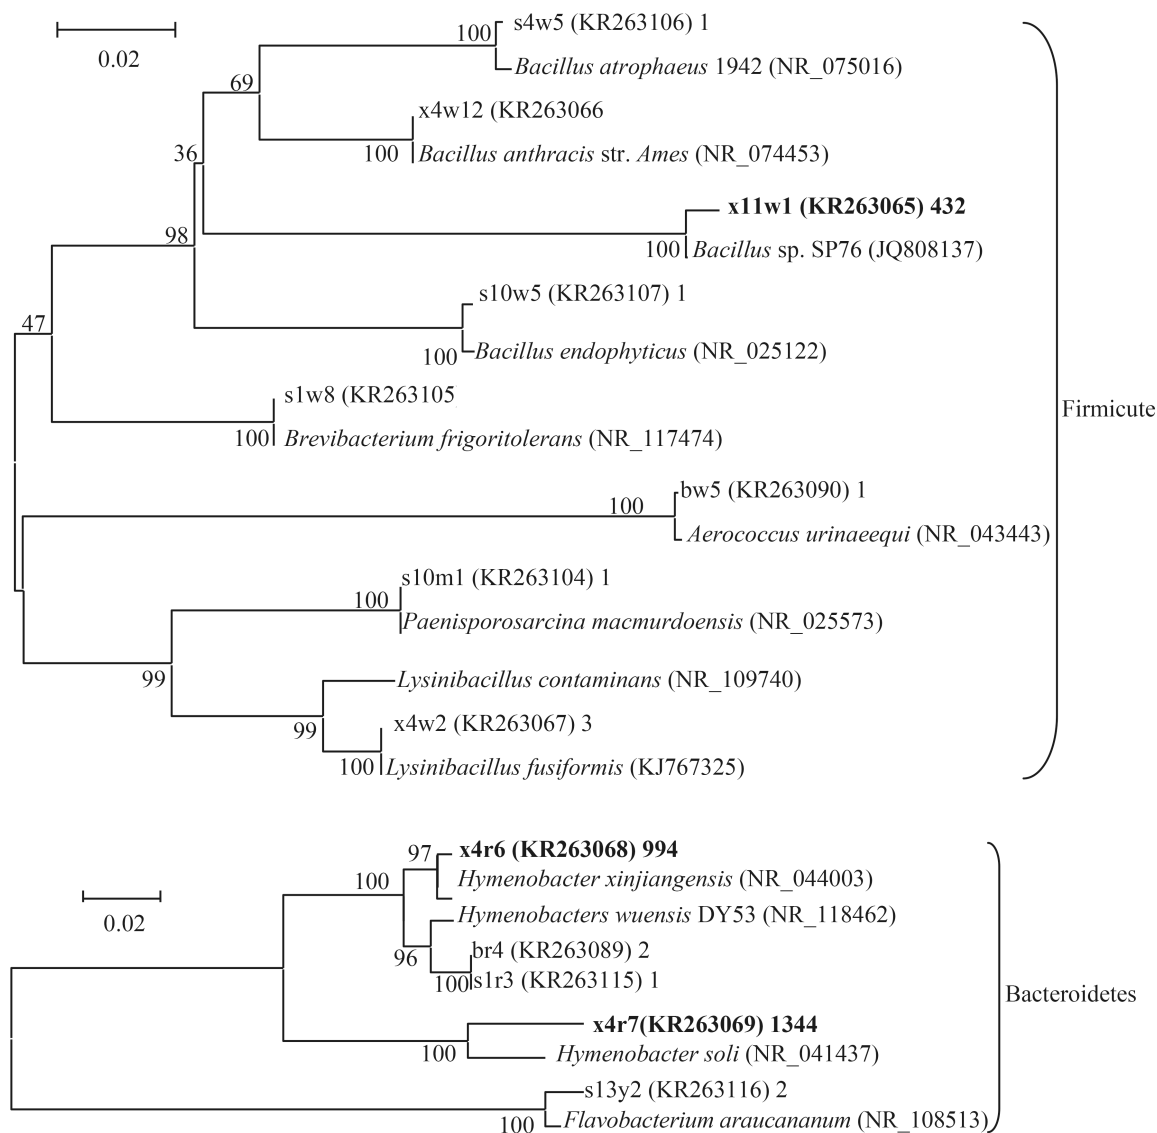 100
s4w5 (KR263106) 1
0.02
Bacillus atrophaeus 1942 (NR_075016)
69
x4w12 (KR263066
36
100
Bacillus anthracis str. Ames (NR_074453)
x11w1 (KR263065) 432
98
100
Bacillus sp. SP76 (JQ808137)
s10w5 (KR263107) 1
47
100
Bacillus endophyticus (NR_025122)
s1w8 (KR263105
Firmicute
100
Brevibacterium frigoritolerans (NR_117474)
100
bw5 (KR263090) 1
Aerococcus urinaeequi (NR_043443)
s10m1 (KR263104) 1
100
Paenisporosarcina macmurdoensis (NR_025573)
99
Lysinibacillus contaminans (NR_109740)
99
x4w2 (KR263067) 3
100
Lysinibacillus fusiformis (KJ767325)
97
x4r6 (KR263068) 994
100
Hymenobacter xinjiangensis (NR_044003)
0.02
Hymenobacters wuensis DY53 (NR_118462)
96
br4 (KR263089) 2
100
s1r3 (KR263115) 1
Bacteroidetes
x4r7(KR263069) 1344
100
Hymenobacter soli (NR_041437)
s13y2 (KR263116) 2
100
Flavobacterium araucananum (NR_108513)